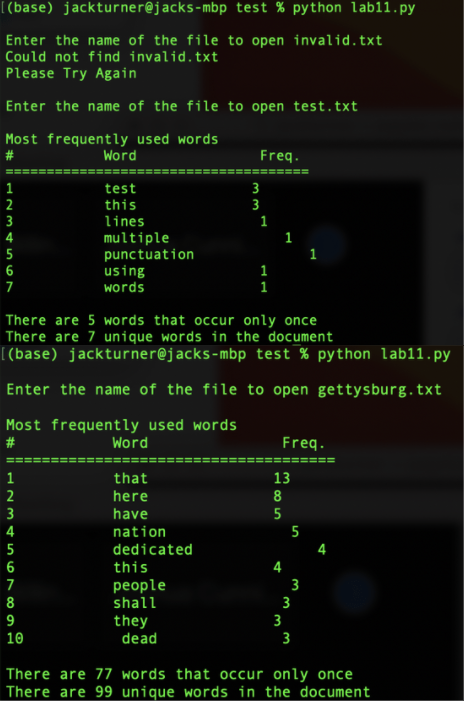 [(base) jackturner@jacks-mbp test % python lab11.py
Enter the name of the file to open invalid.txt
Could not find invalid.txt
Please Try Again
Enter the name of the file to open test.txt
Most frequently used words
# Word Freq.
=====================================
1 test 3
2 this 3
3 lines 1
4 multiple 1
5 punctuation 1
6 using 1
7 words 1
There are 5 words that occur only once
There are 7 unique words in the document
[(base) jackturner@jacks-mbp test % python lab11.py
Enter the name of the file to open gettysburg.txt
Most frequently used words
# Word Freq.
=====================================
1 that 13
2 here 8
3 have 5
4 nation 5
5 dedicated 4
6 this 4
7 people 3
8 shall 3
9 they 3
10 dead 3
There are 77 words that occur only once
There are 99 unique words in the document